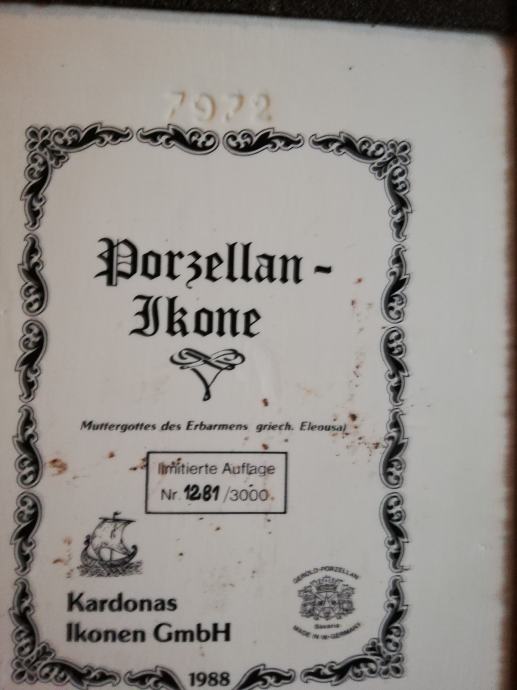 7972
Porzellan-
Ikone
Muttergottes des Erbarmens griech. Eleousa)
limitierte Auflage
Nr. 1281/3000
GEROLD-PORZELLAN
Bavaria
MADE IN W-GERMANY
Kardonas
Ikonen GmbH
1988